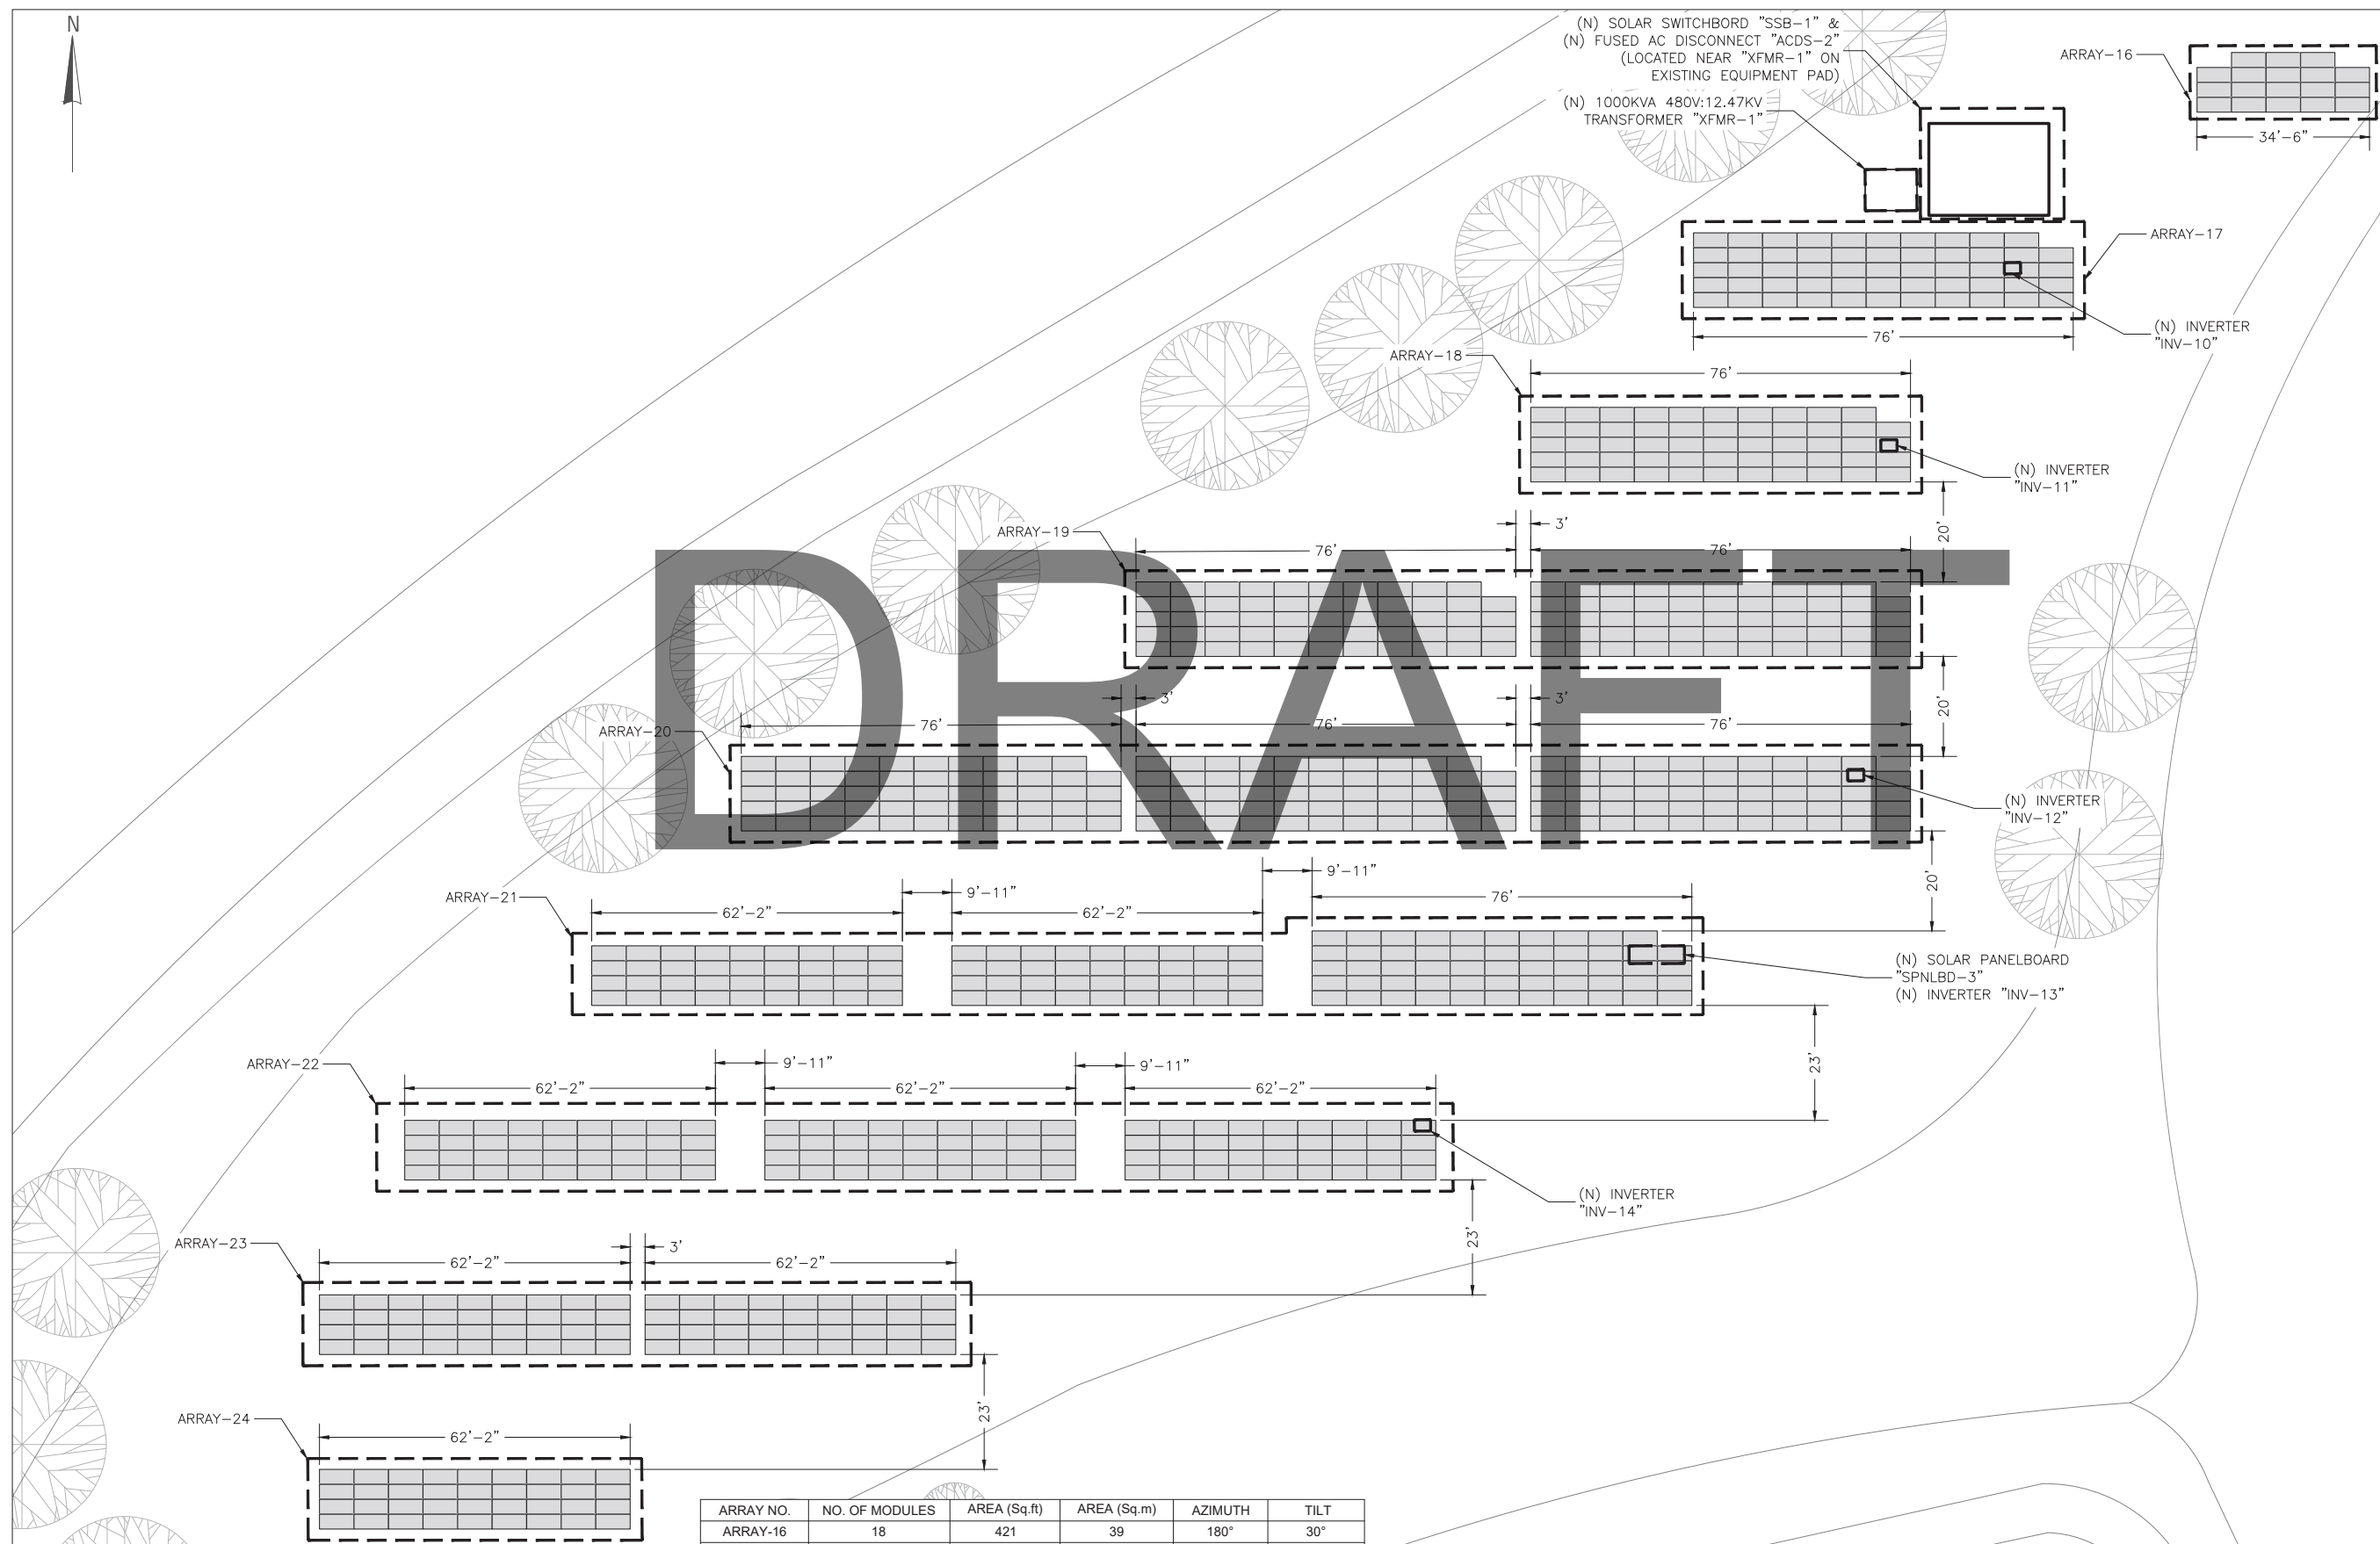 N
(N) SOLAR SWITCHBORD "SSB-1" &
(N) FUSED AC DISCONNECT "ACDS-2"
(LOCATED NEAR "XFMR-1" ON
EXISTING EQUIPMENT PAD)
ARRAY-16
(N) 1000KVA 480V:12.47KV
TRANSFORMER "XFMR-1"
34'-6"
ARRAY-17
(N) INVERTER
"INV-10"
76'
ARRAY-18
76'
(N) INVERTER
"INV-11"
20'
ARRAY-19
3'
76'
76'
DRAFT
20'
3'
3'
ARRAY-20
76'
76'
76'
(N) INVERTER
"INV-12"
20'
9'-11"
9'-11"
ARRAY-21
62'-2"
62'-2"
76'
(N) SOLAR PANELBOARD
"SPNLBD-3"
(N) INVERTER "INV-13"
23'
ARRAY-22
9'-11"
9'-11"
62'-2"
62'-2"
62'-2"
(N) INVERTER
"INV-14"
23'
ARRAY-23
3'
62'-2"
62'-2"
23'
ARRAY-24
62'-2"
ARRAY NO. NO. OF MODULES AREA (Sq.ft) AREA (Sq.m) AZIMUTH TILT
ARRAY-16 18 421 39 180° 30°